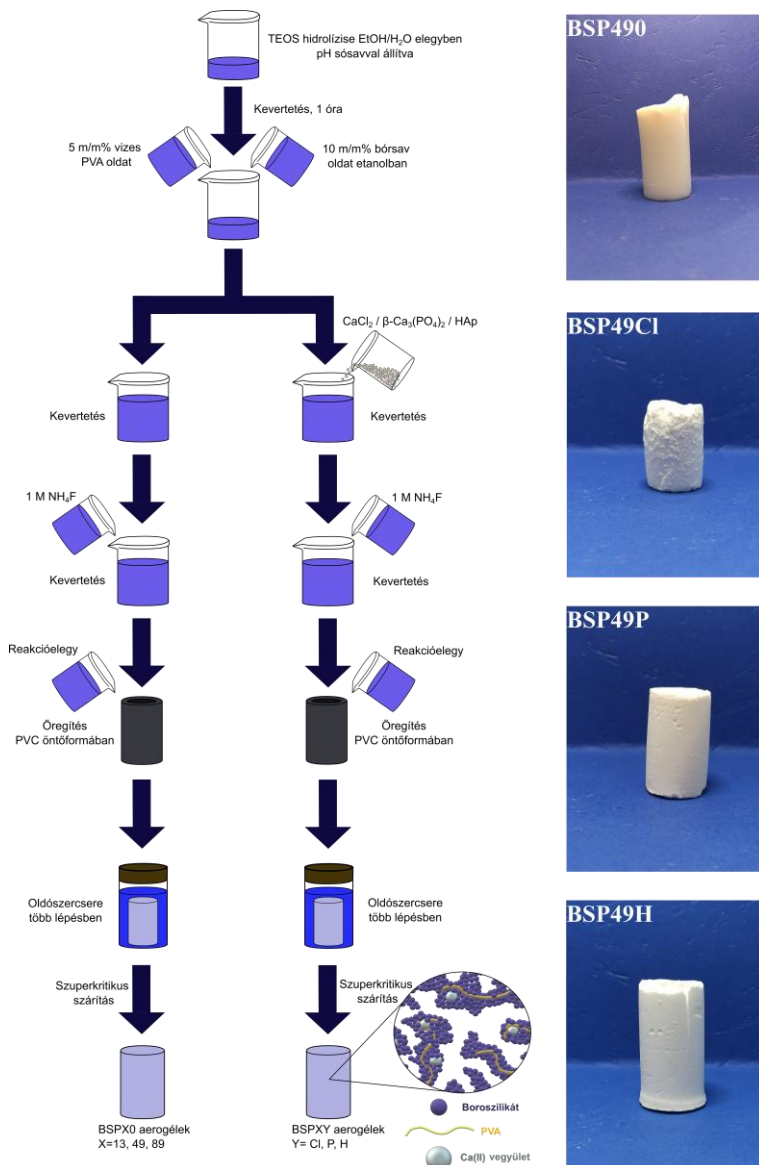 TEOS hidrolízise EtOH/H₂O elegyben
pH sósavval állítva
Kevertetés, 1 óra
5 m/m% vizes
PVA oldat
10 m/m% bórsav
oldat etanolban
CaCl₂ / β-Ca₃(PO₄)₂ / HAp
Kevertetés
Kevertetés
1 M NH₄F
1 M NH₄F
Kevertetés
Kevertetés
Reakcióelegy
Reakcióelegy
Öregítés
PVC öntőformában
Öregítés
PVC öntőformában
Oldószercsere
több lépésben
Oldószercsere
több lépésben
Szuperkritikus
szárítás
Szuperkritikus
szárítás
BSPX0 aerogélek
X=13, 49, 89
BSPXY aerogélek
Y= Cl, P, H
Boroszilikát
PVA
Ca(II) vegyület
BSP490
BSP49Cl
BSP49P
BSP49H